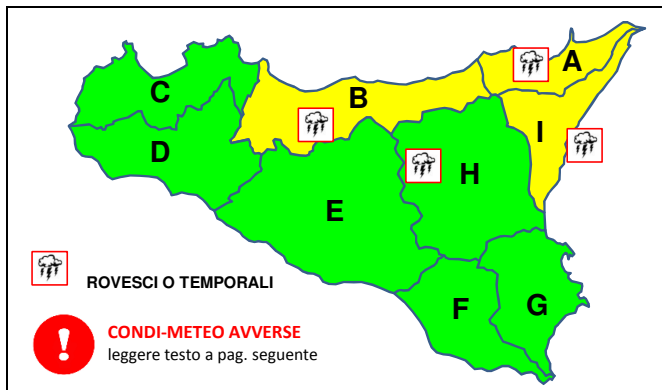 A
B
C
I
D
H
E
F
G
ROVESCI O TEMPORALI
!
CONDI-METEO AVVERSE
leggere testo a pag. seguente